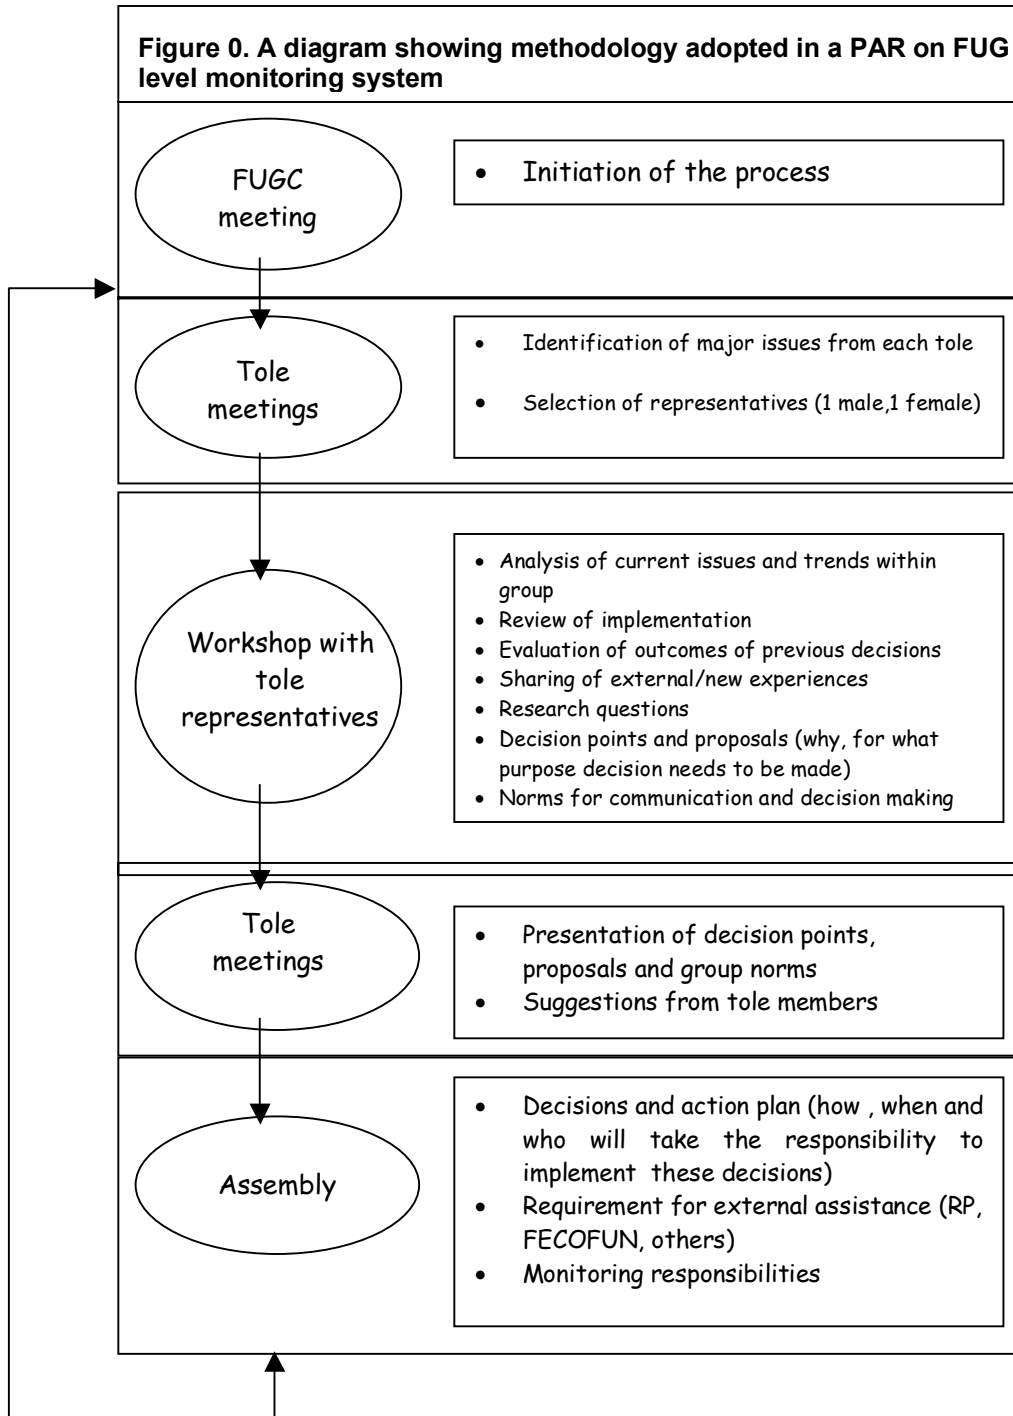 Figure 0. A diagram showing methodology adopted in a PAR on FUG
level monitoring system
FUGC
meeting
• Initiation of the process
Tole
meetings
• Identification of major issues from each tole
• Selection of representatives (1 male,1 female)
Workshop with
tole
representatives
• Analysis of current issues and trends within
group
• Review of implementation
• Evaluation of outcomes of previous decisions
• Sharing of external/new experiences
• Research questions
• Decision points and proposals (why, for what
purpose decision needs to be made)
• Norms for communication and decision making
Tole
meetings
• Presentation of decision points,
proposals and group norms
• Suggestions from tole members
Assembly
• Decisions and action plan (how , when and
who will take the responsibility to
implement these decisions)
• Requirement for external assistance (RP,
FECOFUN, others)
• Monitoring responsibilities